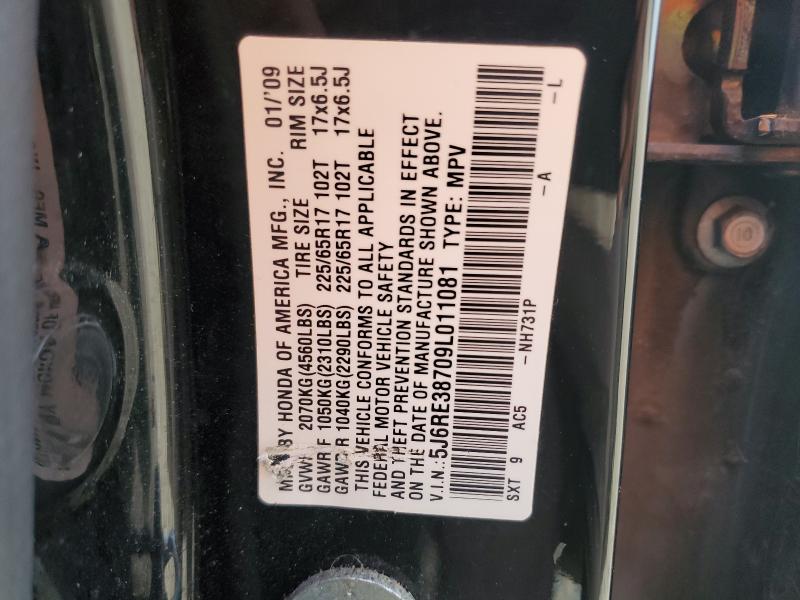 BY HONDA OF AMERICA MFG., INC. 01/'09
GVWR 2070KG(4560LBS) TIRE SIZE RIM SIZE
GAWR F 1050KG(2310LBS) 225/65R17 102T 17x6.5J
GAWR R 1040KG(2290LBS) 225/65R17 102T 17x6.5J
THIS VEHICLE CONFORMS TO ALL APPLICABLE
FEDERAL MOTOR VEHICLE SAFETY
AND THEFT PREVENTION STANDARDS IN EFFECT
ON THE DATE OF MANUFACTURE SHOWN ABOVE.
V.I.N.:5J6RE38709L011081 TYPE: MPV
SXT 9 AC5 -NH731P -A -L